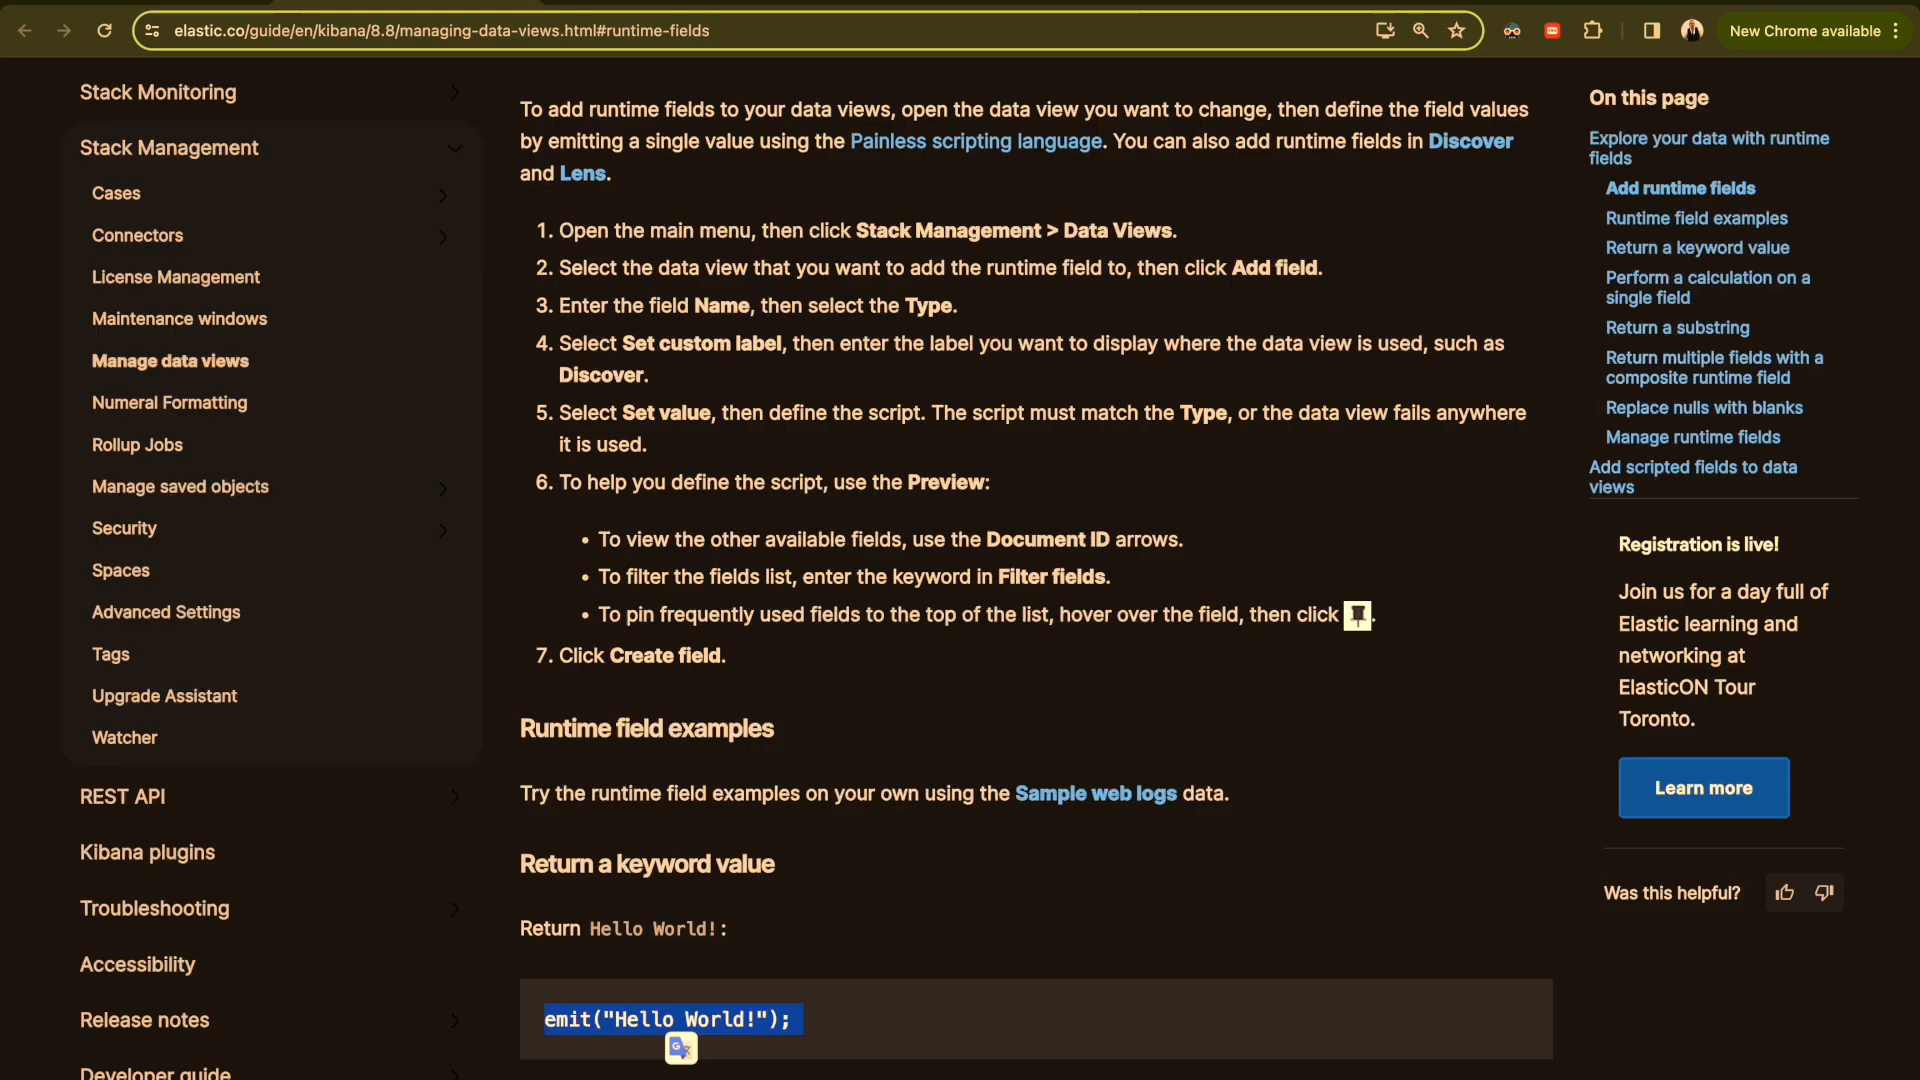 elastic.co/guide/en/kibana/8.8/managing-data-views.html#runtime-fields
New Chrome available
Stack Monitoring
Stack Management
Cases
Connectors
License Management
Maintenance windows
Manage data views
Numeral Formatting
Rollup Jobs
Manage saved objects
Security
Spaces
Advanced Settings
Tags
Upgrade Assistant
Watcher
REST API
Kibana plugins
Troubleshooting
Accessibility
Release notes
Developer guide
To add runtime fields to your data views, open the data view you want to change, then define the field values
by emitting a single value using the Painless scripting language. You can also add runtime fields in Discover
and Lens.
1. Open the main menu, then click Stack Management > Data Views.
2. Select the data view that you want to add the runtime field to, then click Add field.
3. Enter the field Name, then select the Type.
4. Select Set custom label, then enter the label you want to display where the data view is used, such as
Discover.
5. Select Set value, then define the script. The script must match the Type, or the data view fails anywhere
it is used.
6. To help you define the script, use the Preview:
• To view the other available fields, use the Document ID arrows.
• To filter the fields list, enter the keyword in Filter fields.
• To pin frequently used fields to the top of the list, hover over the field, then click .
7. Click Create field.
Runtime field examples
Try the runtime field examples on your own using the Sample web logs data.
Return a keyword value
Return Hello World!:
emit("Hello World!");
On this page
Explore your data with runtime
fields
Add runtime fields
Runtime field examples
Return a keyword value
Perform a calculation on a
single field
Return a substring
Return multiple fields with a
composite runtime field
Replace nulls with blanks
Manage runtime fields
Add scripted fields to data
views
Registration is live!
Join us for a day full of
Elastic learning and
networking at
ElasticON Tour
Toronto.
Learn more
Was this helpful?